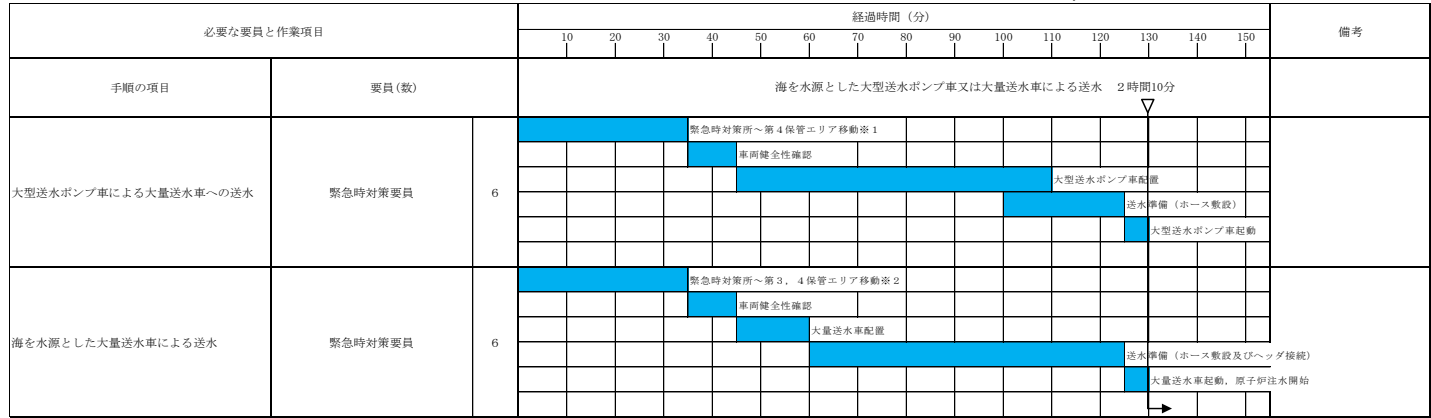 必要な要員と作業項目
経過時間（分）
備考
10 20 30 40 50 60 70 80 90 100 110 120 130 140 150
手順の項目
要員(数)
海を水源とした大型送水ポンプ車又は大量送水車による送水　２時間10分
大型送水ポンプ車による大量送水車への送水
緊急時対策要員
6
緊急時対策所～第４保管エリア移動※１
車両健全性確認
大型送水ポンプ車配置
送水準備（ホース敷設）
大型送水ポンプ車起動
海を水源とした大量送水車による送水
緊急時対策要員
6
緊急時対策所～第３，４保管エリア移動※２
車両健全性確認
大量送水車配置
送水準備（ホース敷設及びヘッダ接続）
大量送水車起動，原子炉注水開始